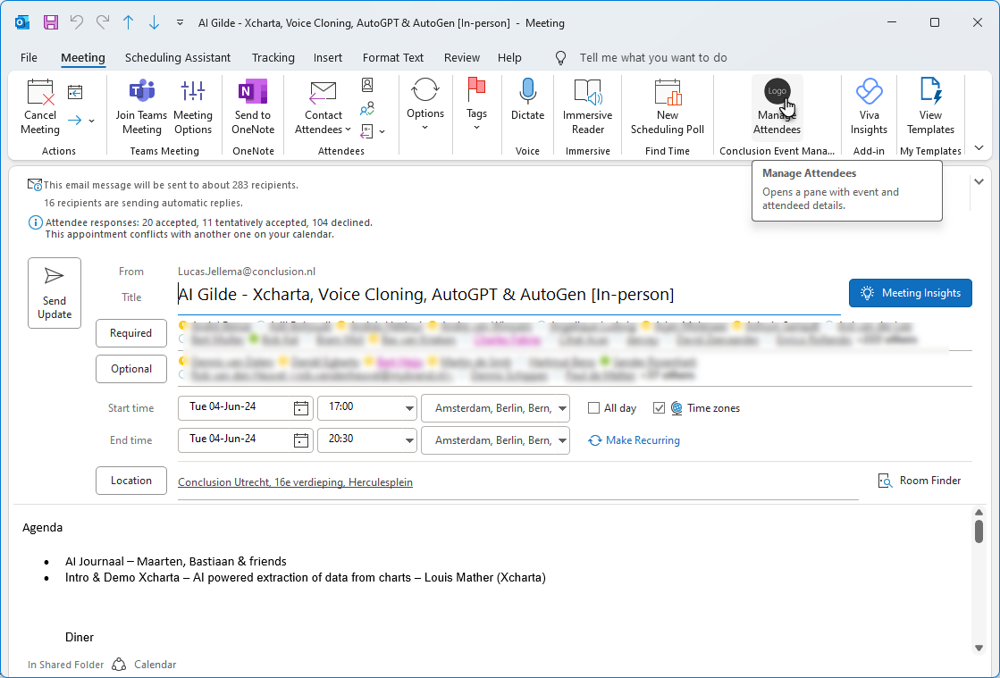 AI Gilde - Xcharta, Voice Cloning, AutoGPT & AutoGen [In-person] - Meeting
File Meeting Scheduling Assistant Tracking Insert Format Text Review Help Tell me what you want to do
Logo
Cancel Meeting
Join Teams Meeting
Meeting Options
Send to OneNote
Contact Attendees
Options
Tags
Dictate
Immersive Reader
New Scheduling Poll
Manage Attendees
Viva Insights
View Templates
Actions Teams Meeting OneNote Attendees Voice Immersive Find Time Conclusion Event Mana... Add-in My Templates
Manage Attendees
Opens a pane with event and
attendeed details.
This email message will be sent to about 283 recipients.
16 recipients are sending automatic replies.
Attendee responses: 20 accepted, 11 tentatively accepted, 104 declined.
This appointment conflicts with another one on your calendar.
Send
Update
From Lucas.Jellema@conclusion.nl
Title AI Gilde - Xcharta, Voice Cloning, AutoGPT & AutoGen [In-person]
Meeting Insights
Required
Optional
Start time Tue 04-Jun-24 17:00 Amsterdam, Berlin, Bern, All day Time zones
End time Tue 04-Jun-24 20:30 Amsterdam, Berlin, Bern, Make Recurring
Location Conclusion Utrecht, 16e verdieping, Herculesplein Room Finder
Agenda
• AI Journaal – Maarten, Bastiaan & friends
• Intro & Demo Xcharta – AI powered extraction of data from charts – Louis Mather (Xcharta)
Diner
In Shared Folder Calendar